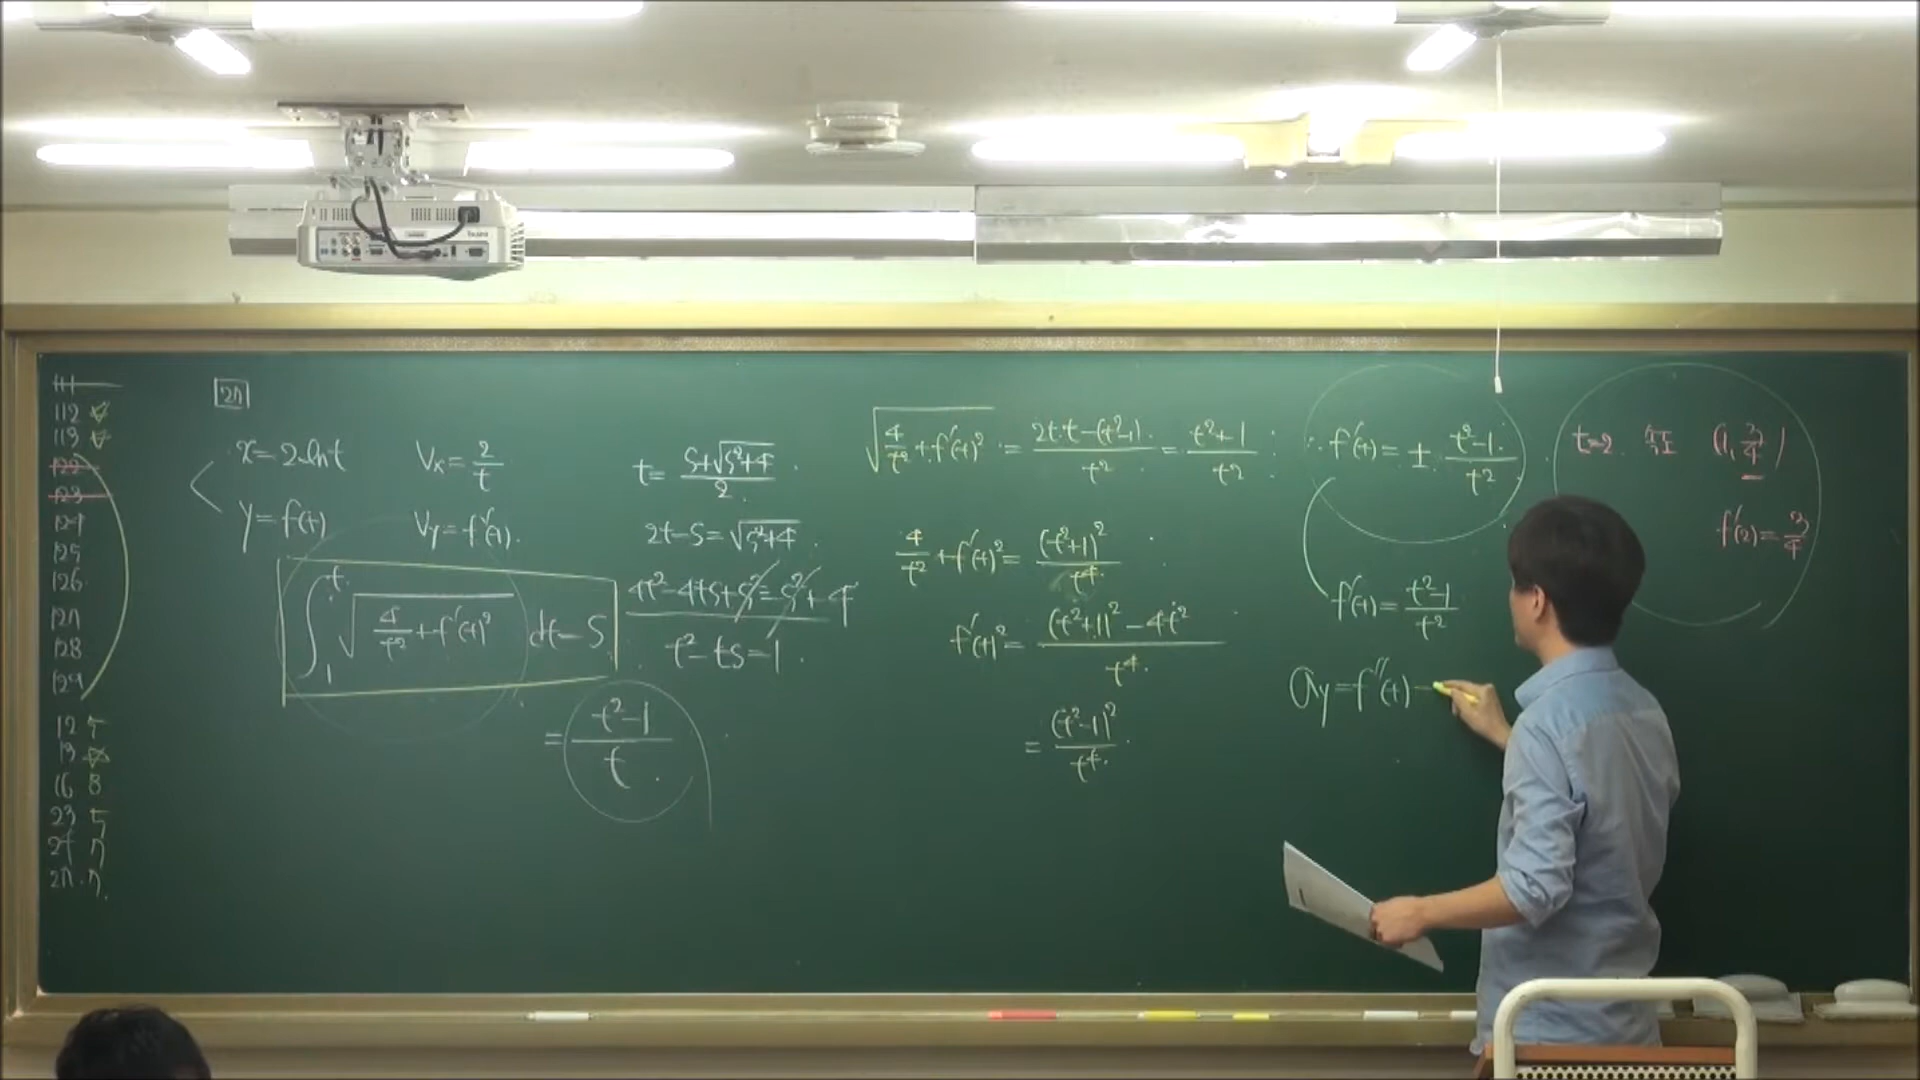 111
112 ☆
113 ☆
122
123
124
125
126
127
128
129
12 5
13 ☆
16 8
23 5
24 7
27 7
27
x=2lnt
y=f(t)
Vx=2/t
Vy=f'(t)
∫₁ᵗ √(4/t²+f'(t)²) dt=S
t=(S+√(S²+4))/2
2t-S=√(S²+4)
4t²-4tS+S²=S²+4
t²-tS=1
=(t²-1)/t
√(4/t²+f'(t)²)=(2t·t-(t²-1))/t²=(t²+1)/t²
4/t²+f'(t)²=(t²+1)²/t⁴
f'(t)²=((t²+1)²-4t²)/t⁴
=(t²-1)²/t⁴
∴ f'(t)=±(t²-1)/t²
f'(t)=(t²-1)/t²
ay=f''(t)
t=2 (1, 3/4)
f'(2)=3/4